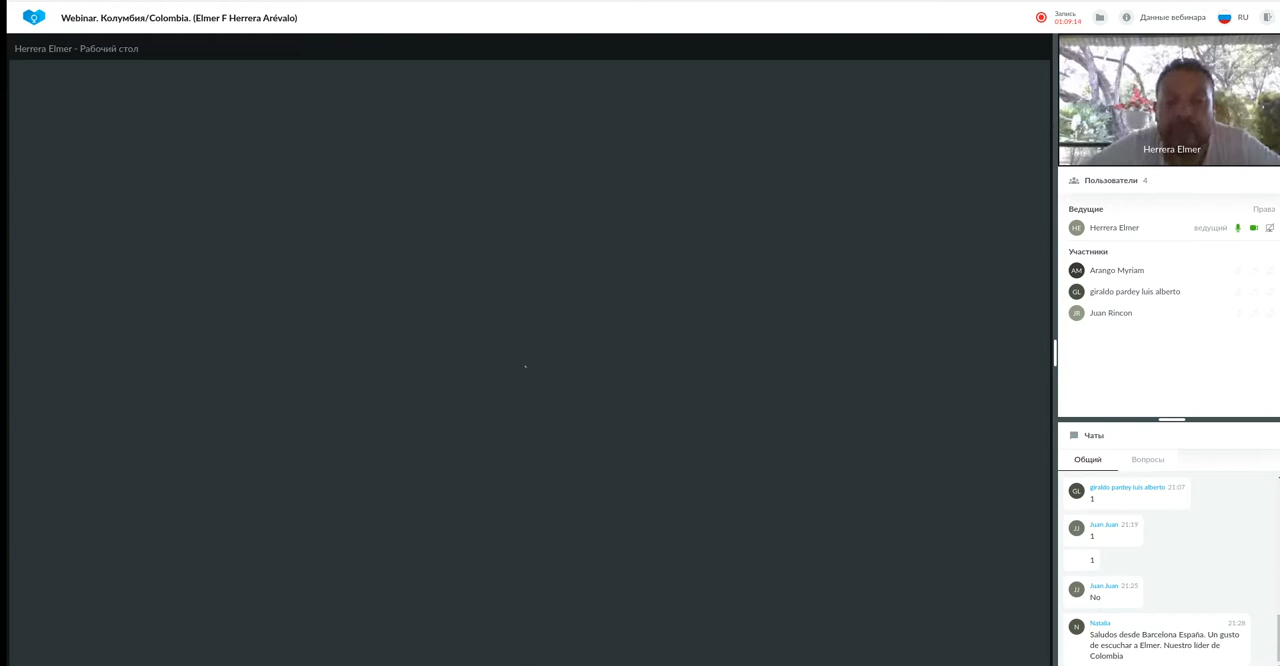 Webinar. Колумбия/Colombia. (Elmer F Herrera Arévalo)
Запись
01:09:14
Данные вебинара
RU
Herrera Elmer - Рабочий стол
Herrera Elmer
Пользователи 4
Ведущие Права
HE Herrera Elmer ведущий
Участники
AM Arango Myriam
GL giraldo pardey luis alberto
JR Juan Rincon
Чаты
Общий Вопросы
GL giraldo pardey luis alberto 21:07
1
JJ Juan Juan 21:19
1
1
JJ Juan Juan 21:25
No
N Natalia 21:28
Saludos desde Barcelona España. Un gusto
de escuchar a Elmer. Nuestro líder de
Colombia